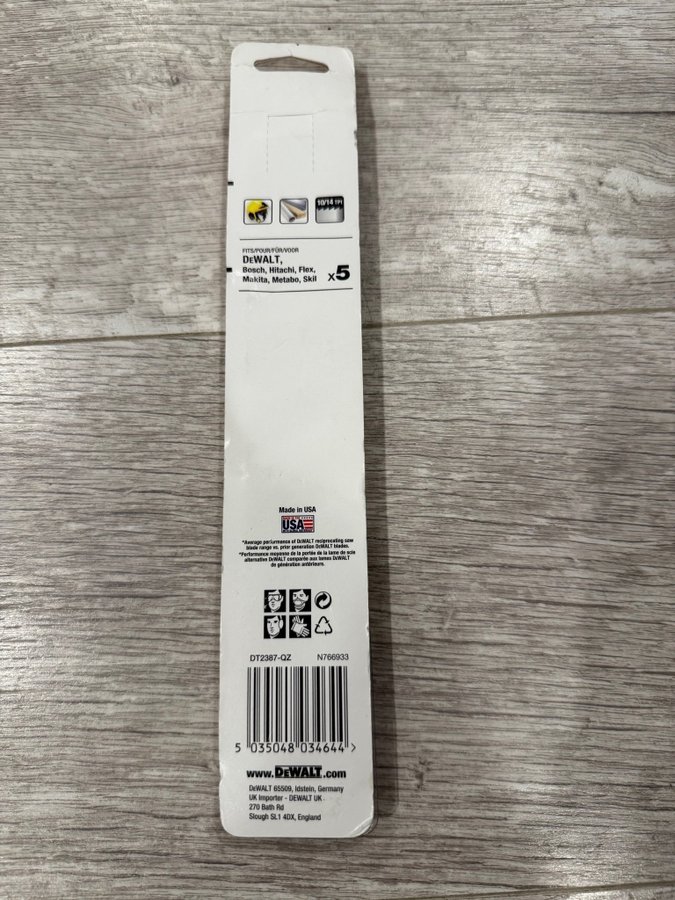 10/14 TPI
FITS/POUR/FÜR/VOOR
DEWALT,
Bosch, Hitachi, Flex,
Makita, Metabo, Skil
x5
Made in USA
USA
*Average performance of DEWALT reciprocating saw
blade range vs. prior generation DEWALT blades.
*Performance moyenne de la portée de la lame de scie
alternative DEWALT comparée aux lames DEWALT
de génération antérieurs.
DT2387-QZ N766933
5 035048 034644 >
www.DEWALT.com
DEWALT 65509, Idstein, Germany
UK Importer - DEWALT UK
270 Bath Rd
Slough SL1 4DX, England